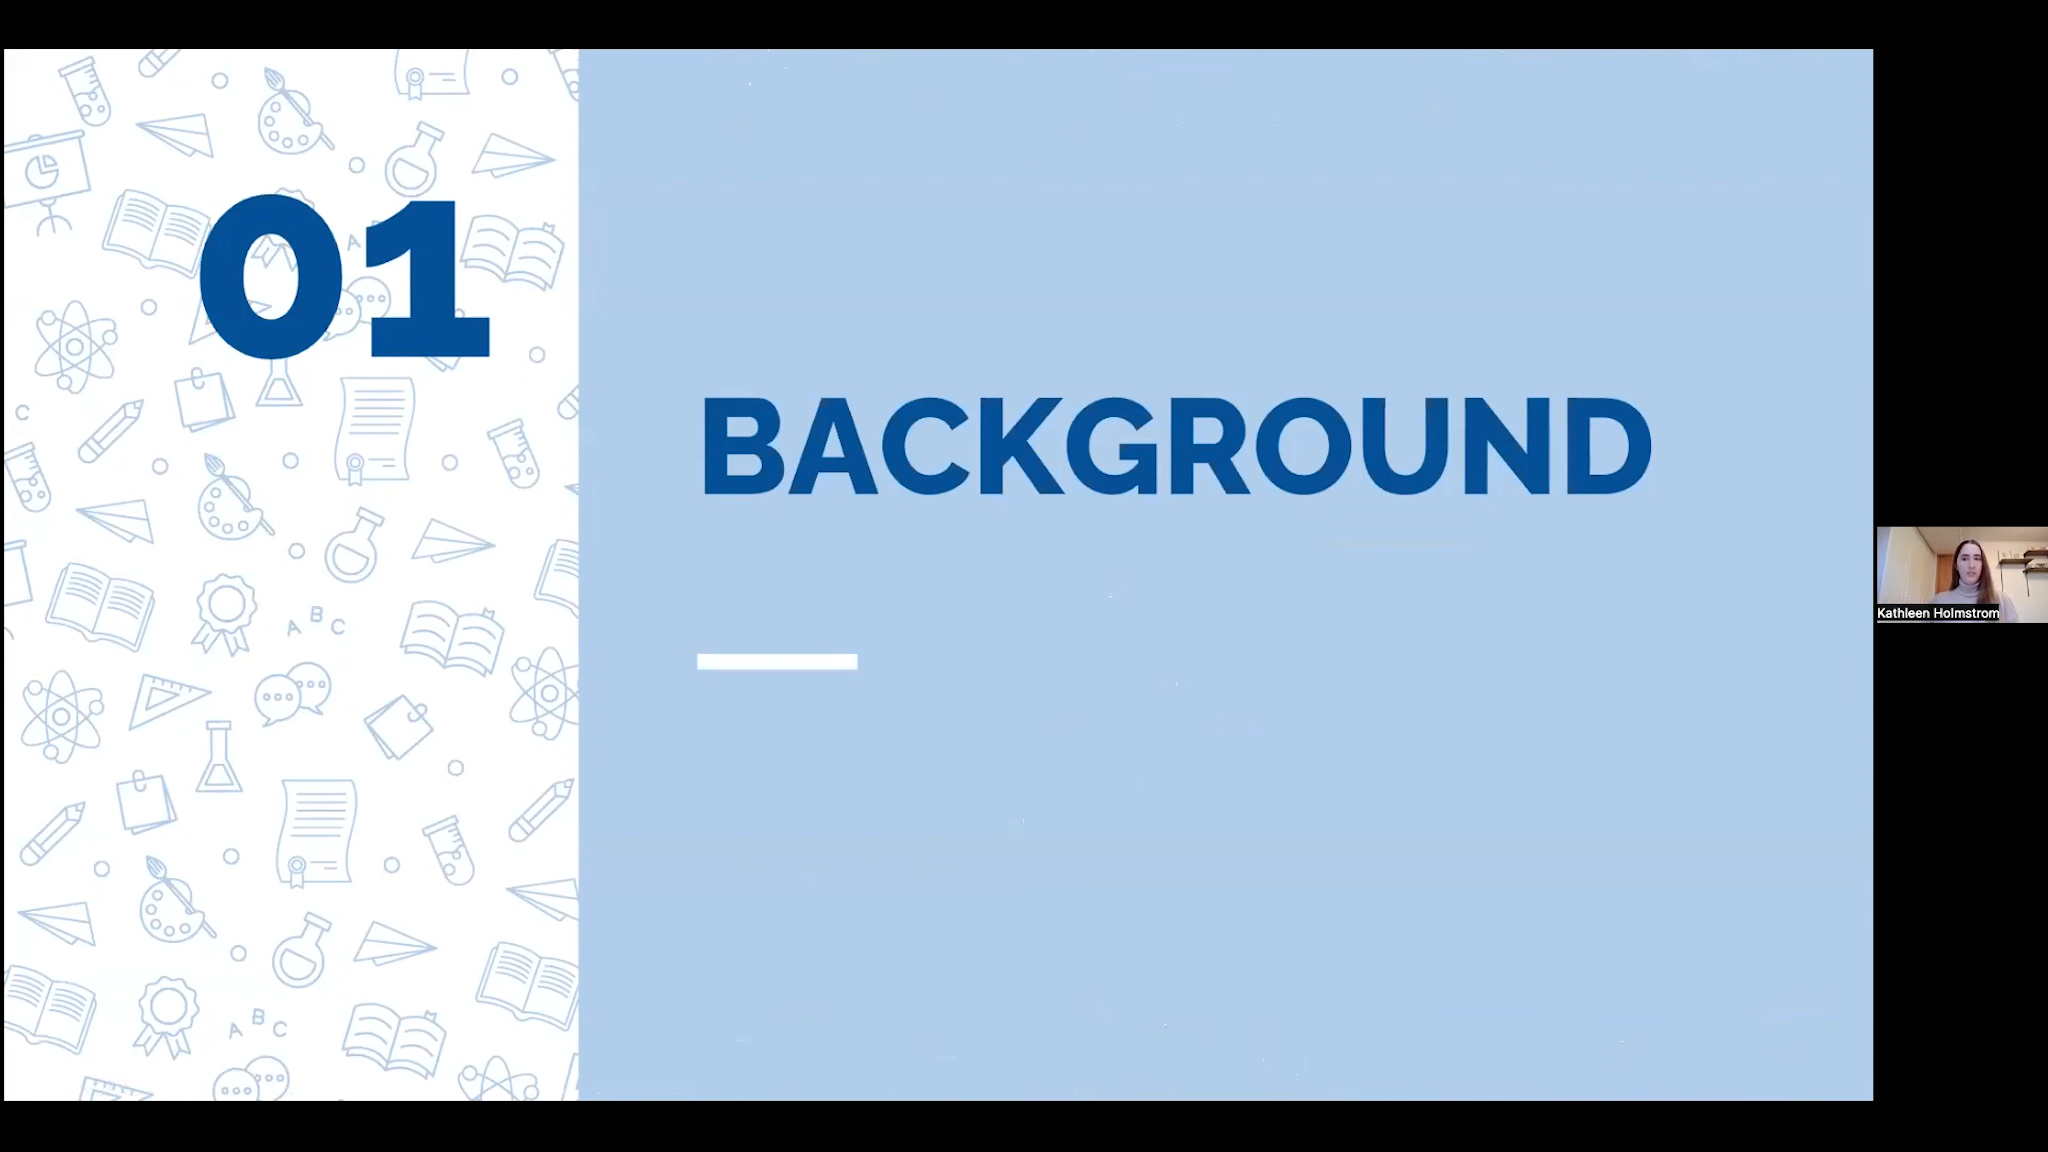 01
BACKGROUND
Kathleen Holmstrom
A
C
A B C
A B C